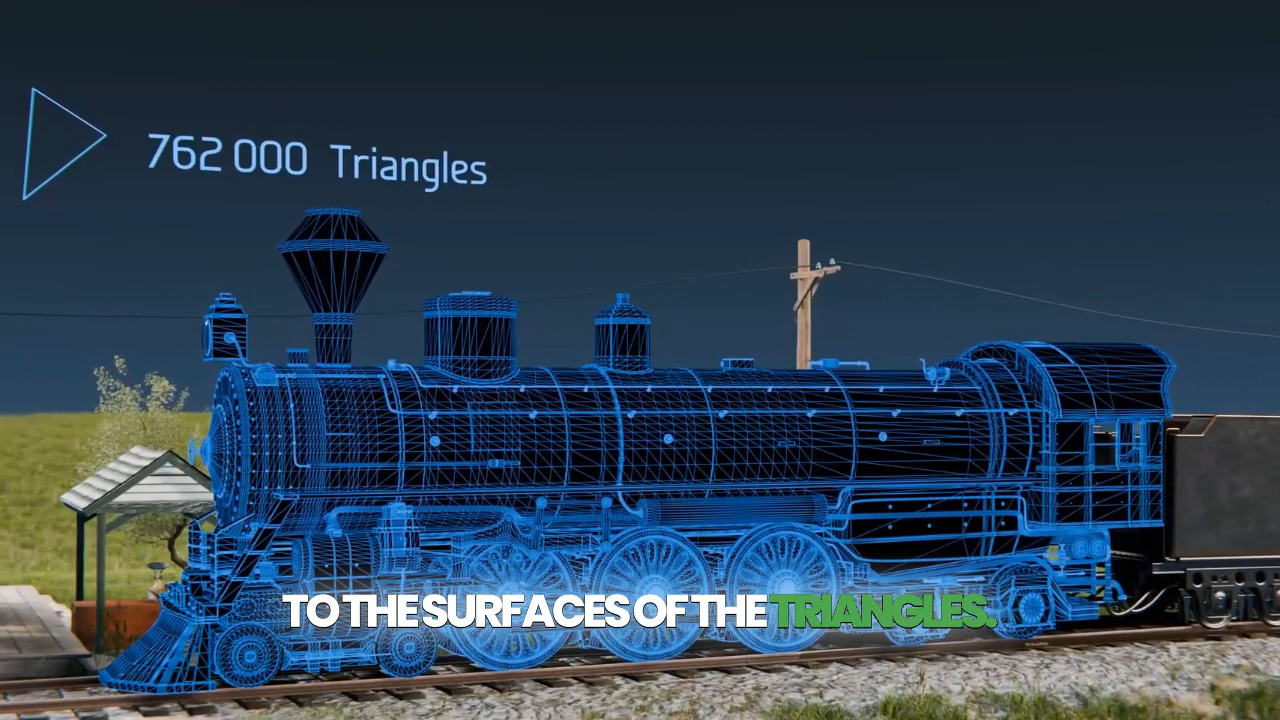 762 000 Triangles
TO THE SURFACES OF THE TRIANGLES.